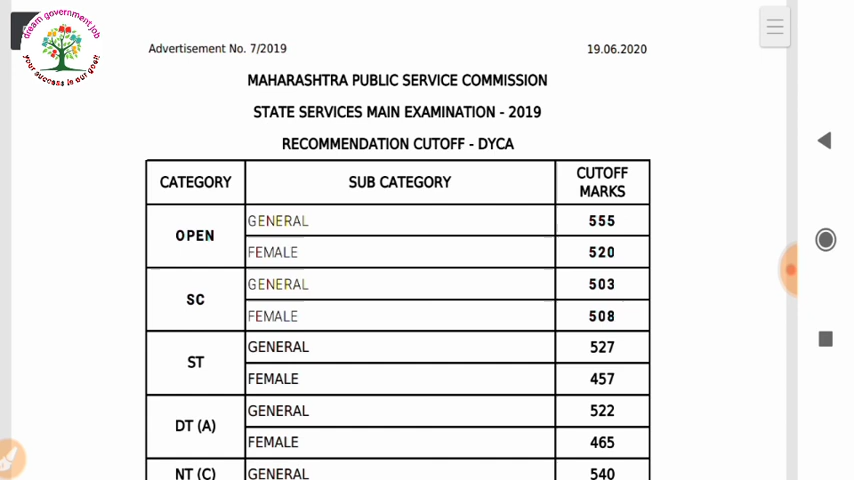 dream government job
your success is our goal!
Advertisement No. 7/2019 19.06.2020
MAHARASHTRA PUBLIC SERVICE COMMISSION
STATE SERVICES MAIN EXAMINATION - 2019
RECOMMENDATION CUTOFF - DYCA
CATEGORY SUB CATEGORY CUTOFF MARKS
OPEN GENERAL 555
FEMALE 520
SC GENERAL 503
FEMALE 508
ST GENERAL 527
FEMALE 457
DT (A) GENERAL 522
FEMALE 465
NT (C) GENERAL 540